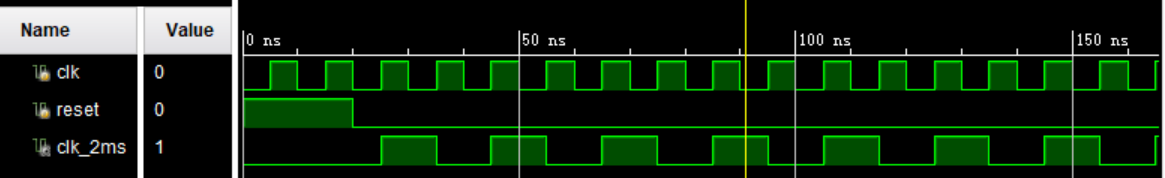 Name Value
0 ns 50 ns 100 ns 150 ns
clk 0
reset 0
clk_2ms 1